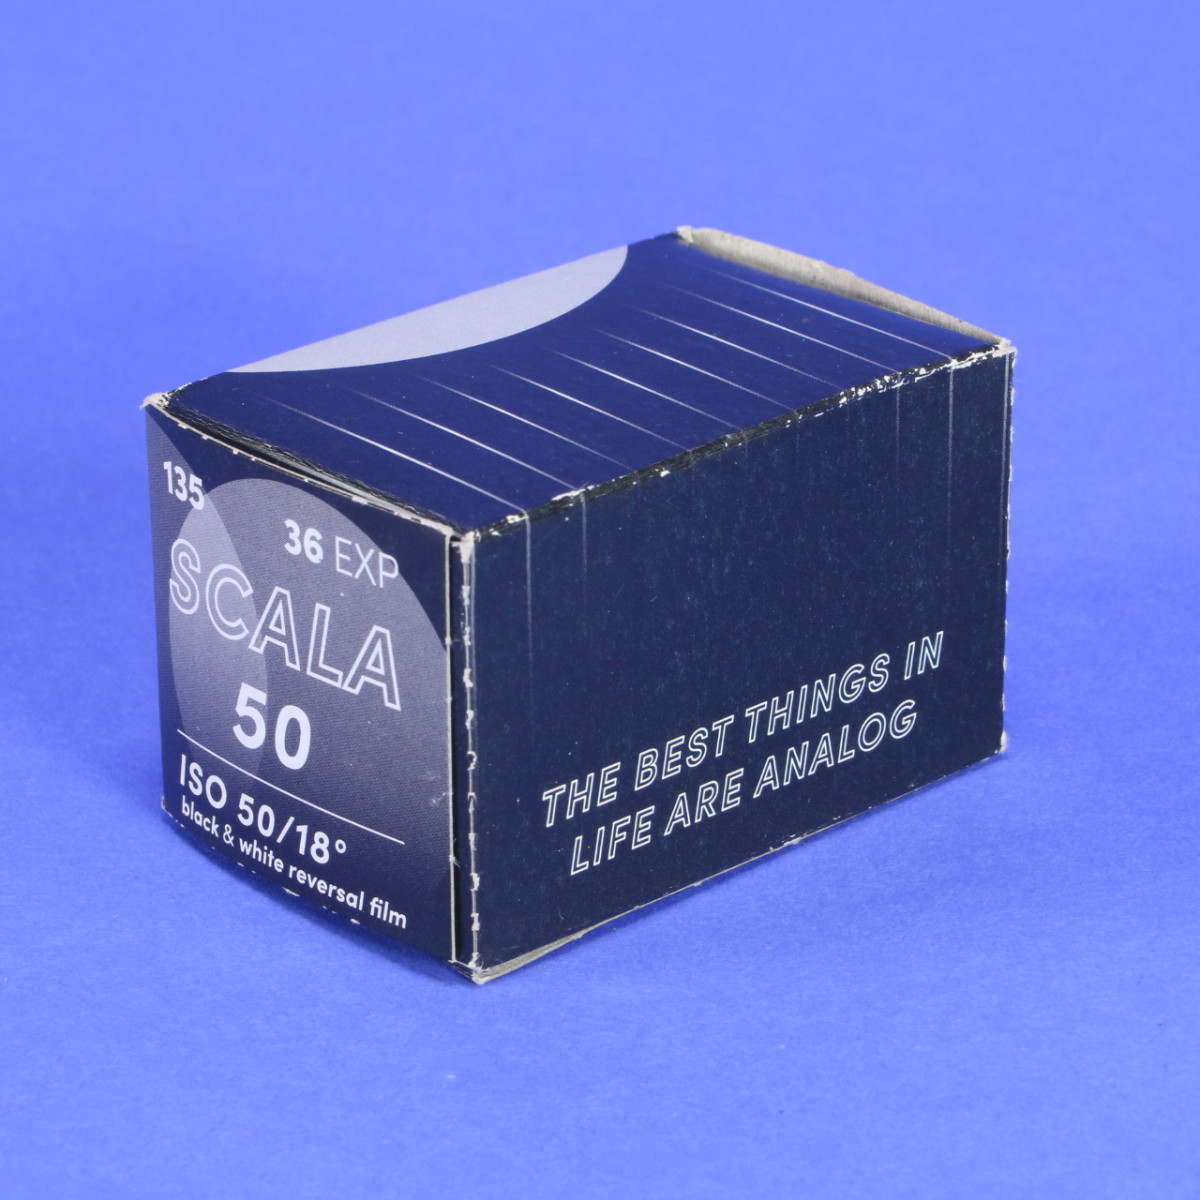 135
36 EXP
SCALA
50
ISO 50/18°
black & white reversal film
THE BEST THINGS IN
LIFE ARE ANALOG